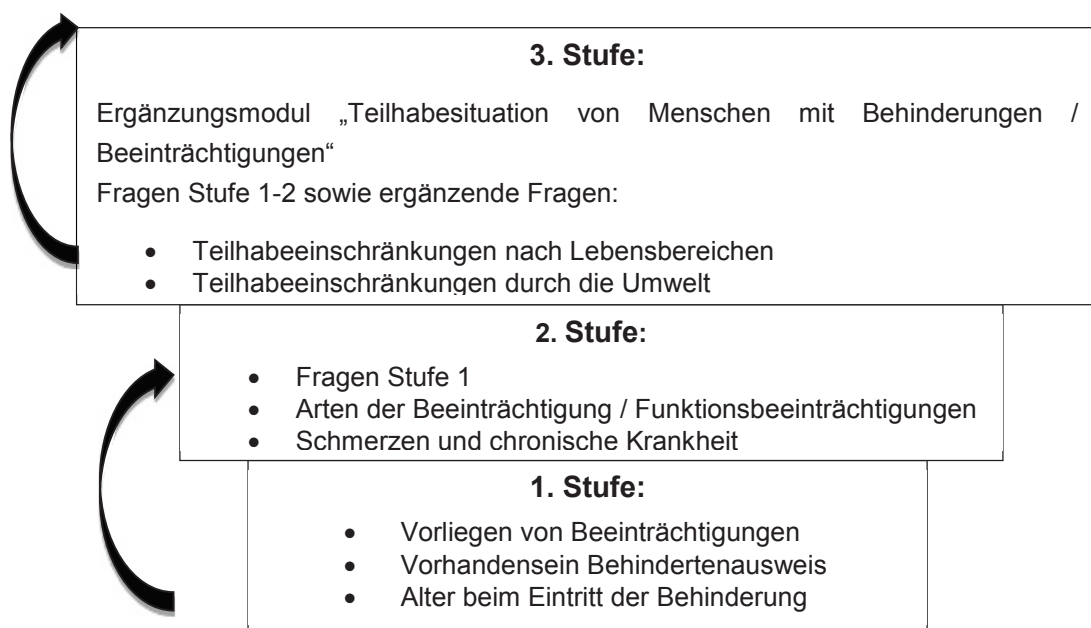 3. Stufe:
Ergänzungsmodul „Teilhabesituation von Menschen mit Behinderungen /
Beeinträchtigungen“
Fragen Stufe 1-2 sowie ergänzende Fragen:
• Teilhabeeinschränkungen nach Lebensbereichen
• Teilhabeeinschränkungen durch die Umwelt
2. Stufe:
• Fragen Stufe 1
• Arten der Beeinträchtigung / Funktionsbeeinträchtigungen
• Schmerzen und chronische Krankheit
1. Stufe:
• Vorliegen von Beeinträchtigungen
• Vorhandensein Behindertenausweis
• Alter beim Eintritt der Behinderung